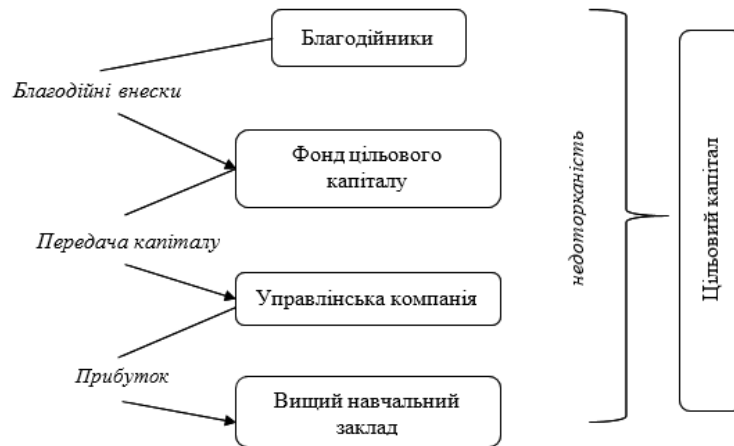 Благодійники
Благодійні внески
Фонд цільового
капіталу
Передача капіталу
Управлінська компанія
Прибуток
Вищий навчальний
заклад
недоторканість
Цільовий капітал